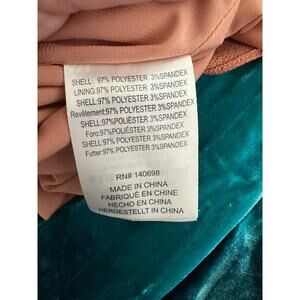 SHELL: 97% POLYESTER 3%SPANDEX
LINING:97% POLYESTER 3%SPANDEX
SHELL:97% POLYESTER 3%SPANDEX
Revêtement:97% POLYESTER 3%SPANDEX
SHELL:97%POLIÉSTER 3%SPANDEX
Foro:97%POLIÉSTER 3%SPANDEX
SHELL:97% POLYESTER 3%SPANDEX
Futter:97% POLYESTER 3%SPANDEX
RN# 140698
MADE IN CHINA
FABRIQUÉ EN CHINE
HECHO EN CHINA
HERGESTELLT IN CHINA